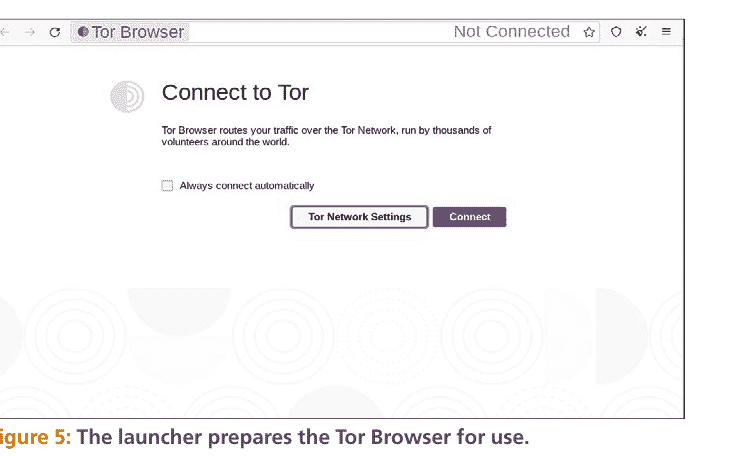 Tor Browser Not Connected
Connect to Tor
Tor Browser routes your traffic over the Tor Network, run by thousands of
volunteers around the world.
Always connect automatically
Tor Network Settings Connect
igure 5: The launcher prepares the Tor Browser for use.